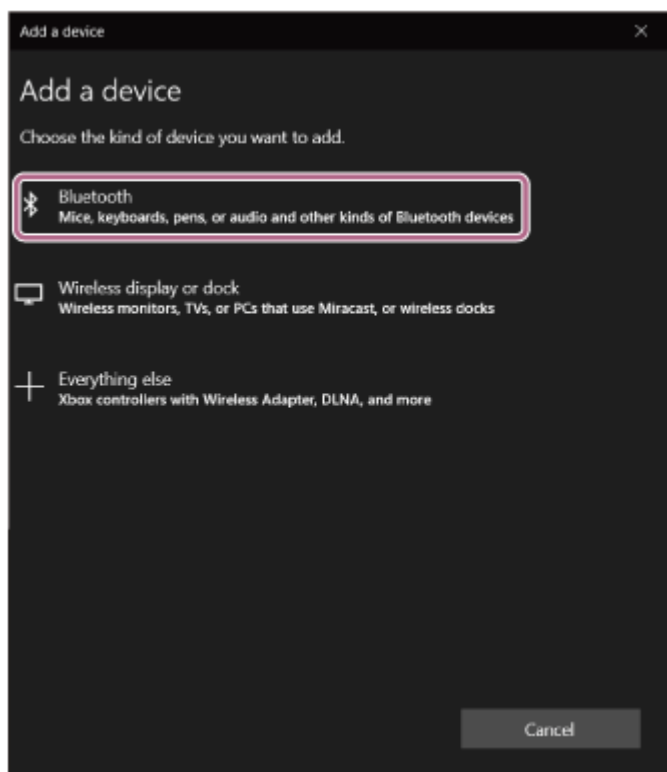 Add a device
Add a device
Choose the kind of device you want to add.
Bluetooth
Mice, keyboards, pens, or audio and other kinds of Bluetooth devices
Wireless display or dock
Wireless monitors, TVs, or PCs that use Miracast, or wireless docks
Everything else
Xbox controllers with Wireless Adapter, DLNA, and more
Cancel